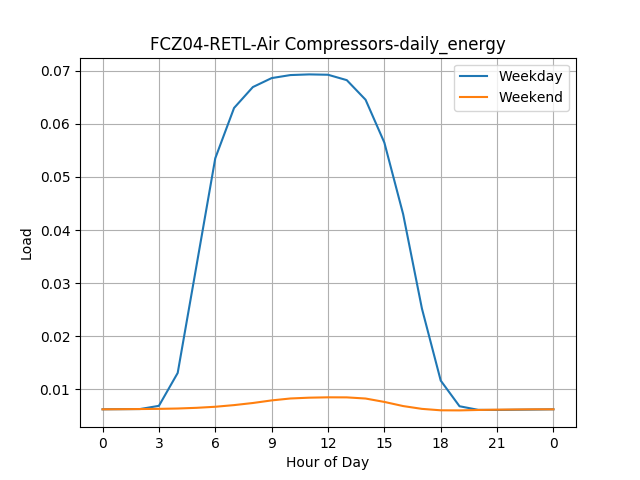 FCZ04-RETL-Air Compressors-daily_energy
0.07
0.06
0.05
0.04
0.03
0.02
0.01
Load
Weekday
Weekend
0 3 6 9 12 15 18 21 0
Hour of Day